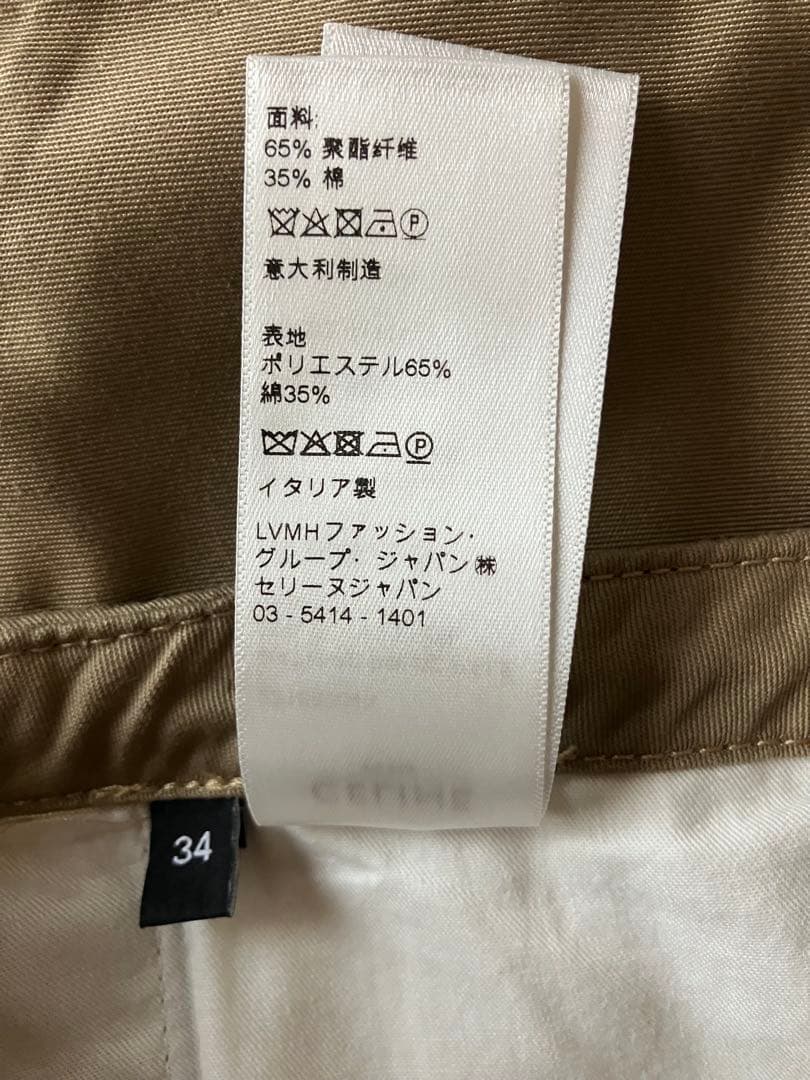 面料:
65% 聚酯纤维
35% 棉
P
意大利制造
表地
ポリエステル65%
綿35%
P
イタリア製
LVMHファッション·
グループ· ジャパン㈱
セリーヌジャパン
03 - 5414 - 1401
CELINE
34